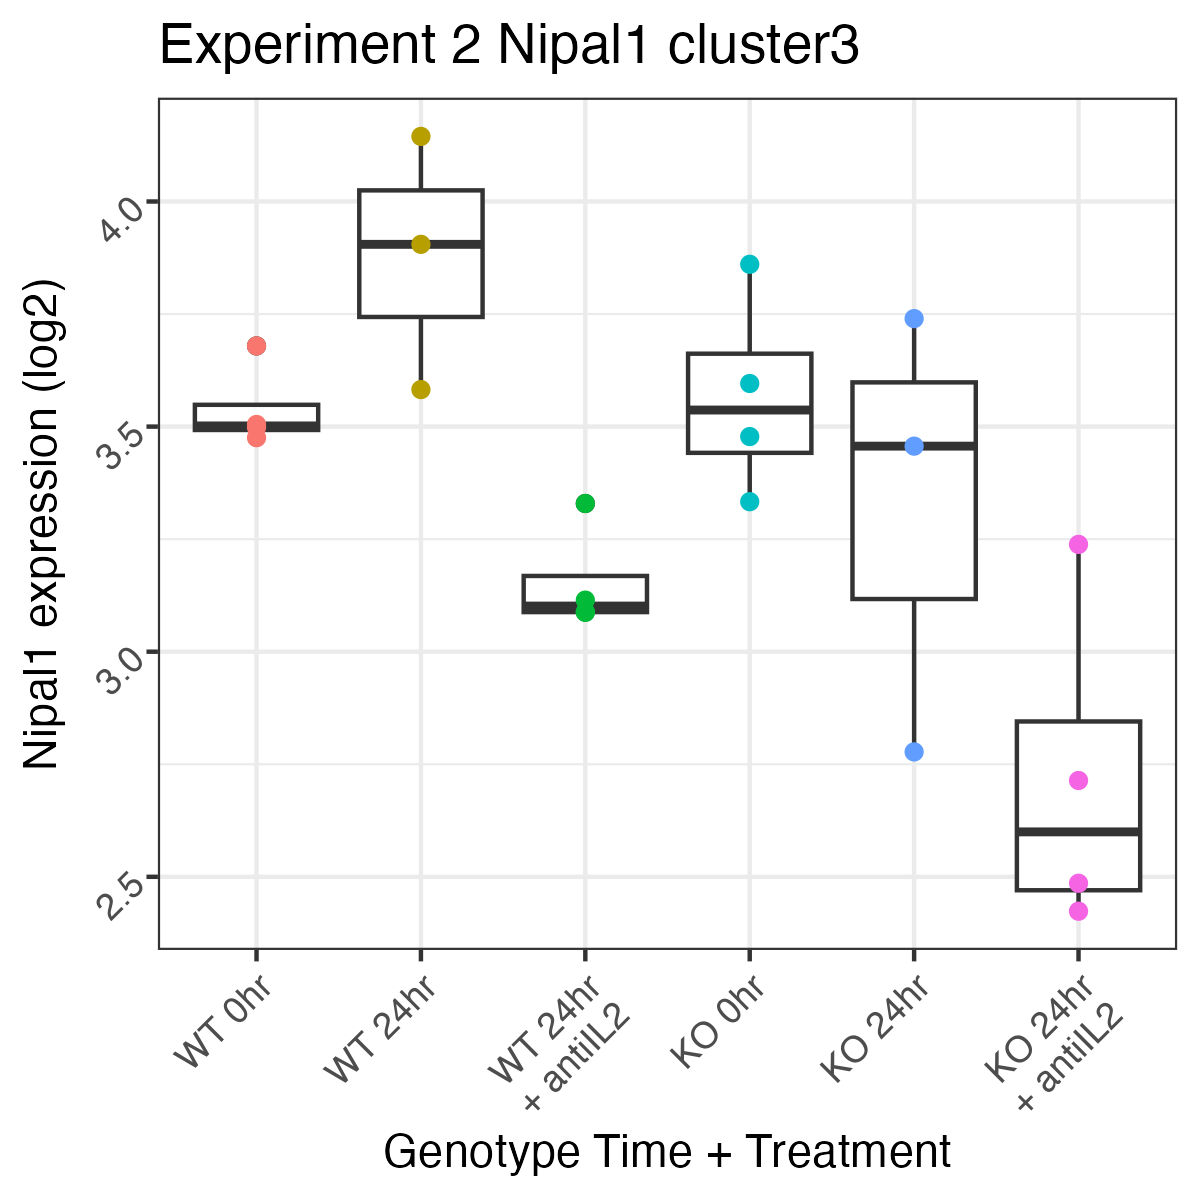 Experiment 2 Nipal1 cluster3
Nipal1 expression (log2)
4.0
3.5
3.0
2.5
WT 0hr
WT 24hr
WT 24hr
+ antiIL2
KO 0hr
KO 24hr
KO 24hr
+ antiIL2
Genotype Time + Treatment